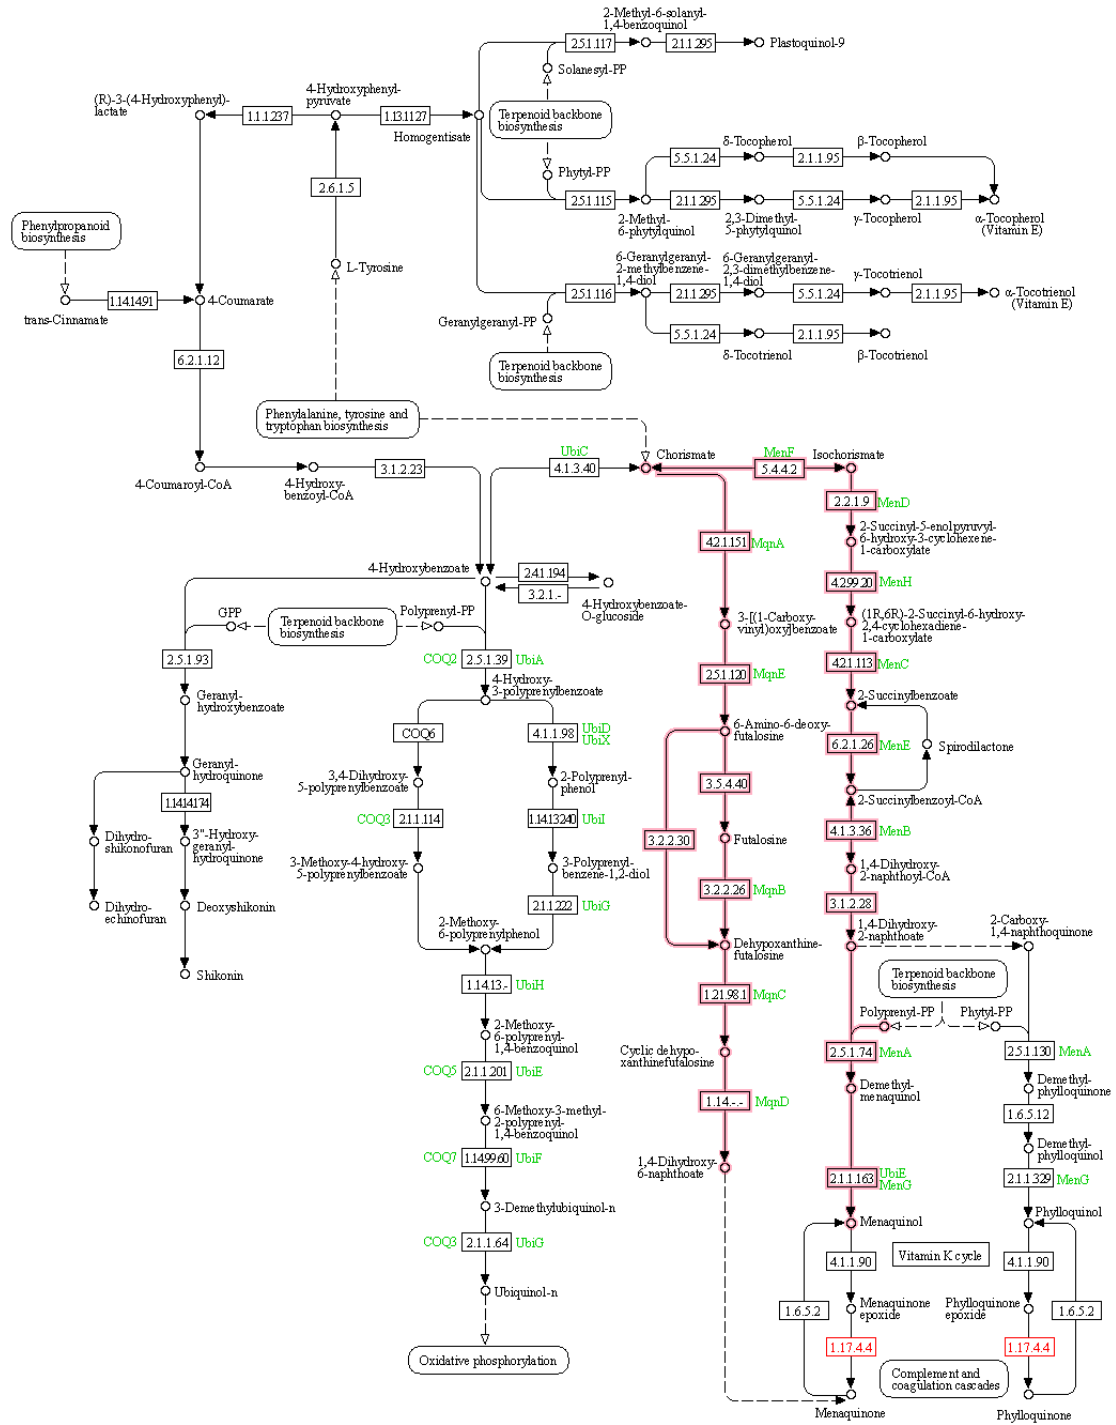 2-Methyl-6-solanyl-
1,4-benzoquinol
2.5.1.117
2.1.1.295
Plastoquinol-9
Solanesyl-PP
(R)-3-(4-Hydroxyphenyl)-
lactate
4-Hydroxyphenyl-
pyruvate
1.1.1.237
1.13.11.27
Homogentisate
Terpenoid backbone
biosynthesis
Phytyl-PP
δ-Tocopherol
β-Tocopherol
5.5.1.24
2.1.1.95
2.6.1.5
2.5.1.115
2.1.1.295
5.5.1.24
2.1.1.95
2-Methyl-
6-phytylquinol
2,3-Dimethyl-
5-phytylquinol
γ-Tocopherol
α-Tocopherol
(Vitamin E)
Phenylpropanoid
biosynthesis
L-Tyrosine
6-Geranylgeranyl-
2-methylbenzene-
1,4-diol
6-Geranylgeranyl-
2,3-dimethylbenzene-
1,4-diol
γ-Tocotrienol
1.14.14.91
trans-Cinnamate
4-Coumarate
2.5.1.116
2.1.1.295
5.5.1.24
2.1.1.95
α-Tocotrienol
(Vitamin E)
Geranylgeranyl-PP
5.5.1.24
2.1.1.95
δ-Tocotrienol
β-Tocotrienol
6.2.1.12
Terpenoid backbone
biosynthesis
Phenylalanine, tyrosine and
tryptophan biosynthesis
UbiC
Chorismate
MenF
Isochorismate
4-Coumaroyl-CoA
4-Hydroxy-
benzoyl-CoA
3.1.2.23
4.1.3.40
5.4.4.2
2.2.1.9
MenD
2-Succinyl-5-enolpyruvyl-
6-hydroxy-3-cyclohexene-
1-carboxylate
4.2.1.151
MqnA
4-Hydroxybenzoate
2.4.1.194
3.2.1.-
4-Hydroxybenzoate-
O-glucoside
4.2.99.20
MenH
GPP
Terpenoid backbone
biosynthesis
Polyprenyl-PP
3-[(1-Carboxy-
vinyl)oxy]benzoate
(1R,6R)-2-Succinyl-6-hydroxy-
2,4-cyclohexadiene-
1-carboxylate
2.5.1.93
COQ2
2.5.1.39
UbiA
2.5.1.120
MqnE
4.2.1.113
MenC
4-Hydroxy-
3-polyprenylbenzoate
2-Succinylbenzoate
Geranyl-
hydroxybenzoate
COQ6
4.1.1.98
UbiD
UbiX
6-Amino-6-deoxy-
futalosine
6.2.1.26
MenE
Spirodilactone
Geranyl-
hydroquinone
3,4-Dihydroxy-
5-polyprenylbenzoate
2-Polyprenyl-
phenol
3.5.4.40
2-Succinylbenzoyl-CoA
1.14.14.174
COQ3
2.1.1.114
1.14.13.240
UbiI
3.2.2.30
Futalosine
4.1.3.36
MenB
Dihydro-
shikonofuran
3"-Hydroxy-
geranyl-
hydroquinone
3-Methoxy-4-hydroxy-
5-polyprenylbenzoate
3-Polyprenyl-
benzene-1,2-diol
1,4-Dihydroxy-
2-naphthoyl-CoA
3.2.2.26
MqnB
3.1.2.28
Dihydro-
echinofuran
Deoxyshikonin
2.1.1.222
UbiG
2-Methoxy-
6-polyprenylphenol
Dehypoxanthine-
futalosine
1,4-Dihydroxy-
2-naphthoate
2-Carboxy-
1,4-naphthoquinone
Shikonin
1.14.13.-
UbiH
1.21.98.1
MqnC
Terpenoid backbone
biosynthesis
2-Methoxy-
6-polyprenyl-
1,4-benzoquinol
Polyprenyl-PP
Phytyl-PP
Cyclic dehypo-
xanthinefutalosine
2.5.1.74
MenA
2.5.1.130
MenA
COQ5
2.1.1.201
UbiE
Demethyl-
menaquinol
Demethyl-
phylloquinone
1.14.-.-
MqnD
1.6.5.12
6-Methoxy-3-methyl-
2-polyprenyl-
1,4-benzoquinol
Demethyl-
phylloquinol
COQ7
1.14.99.60
UbiF
1,4-Dihydroxy-
6-naphthoate
2.1.1.163
UbiE
MenG
2.1.1.329
MenG
3-Demethylubiquinol-n
Menaquinol
Phylloquinol
COQ3
2.1.1.64
UbiG
4.1.1.90
Vitamin K cycle
4.1.1.90
Ubiquinol-n
1.6.5.2
Menaquinone
epoxide
Phylloquinone
epoxide
1.6.5.2
1.17.4.4
1.17.4.4
Oxidative phosphorylation
Complement and
coagulation cascades
Menaquinone
Phylloquinone